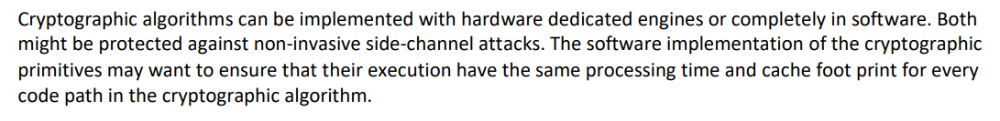 Cryptographic algorithms can be implemented with hardware dedicated engines or completely in software. Both
might be protected against non-invasive side-channel attacks. The software implementation of the cryptographic
primitives may want to ensure that their execution have the same processing time and cache foot print for every
code path in the cryptographic algorithm.